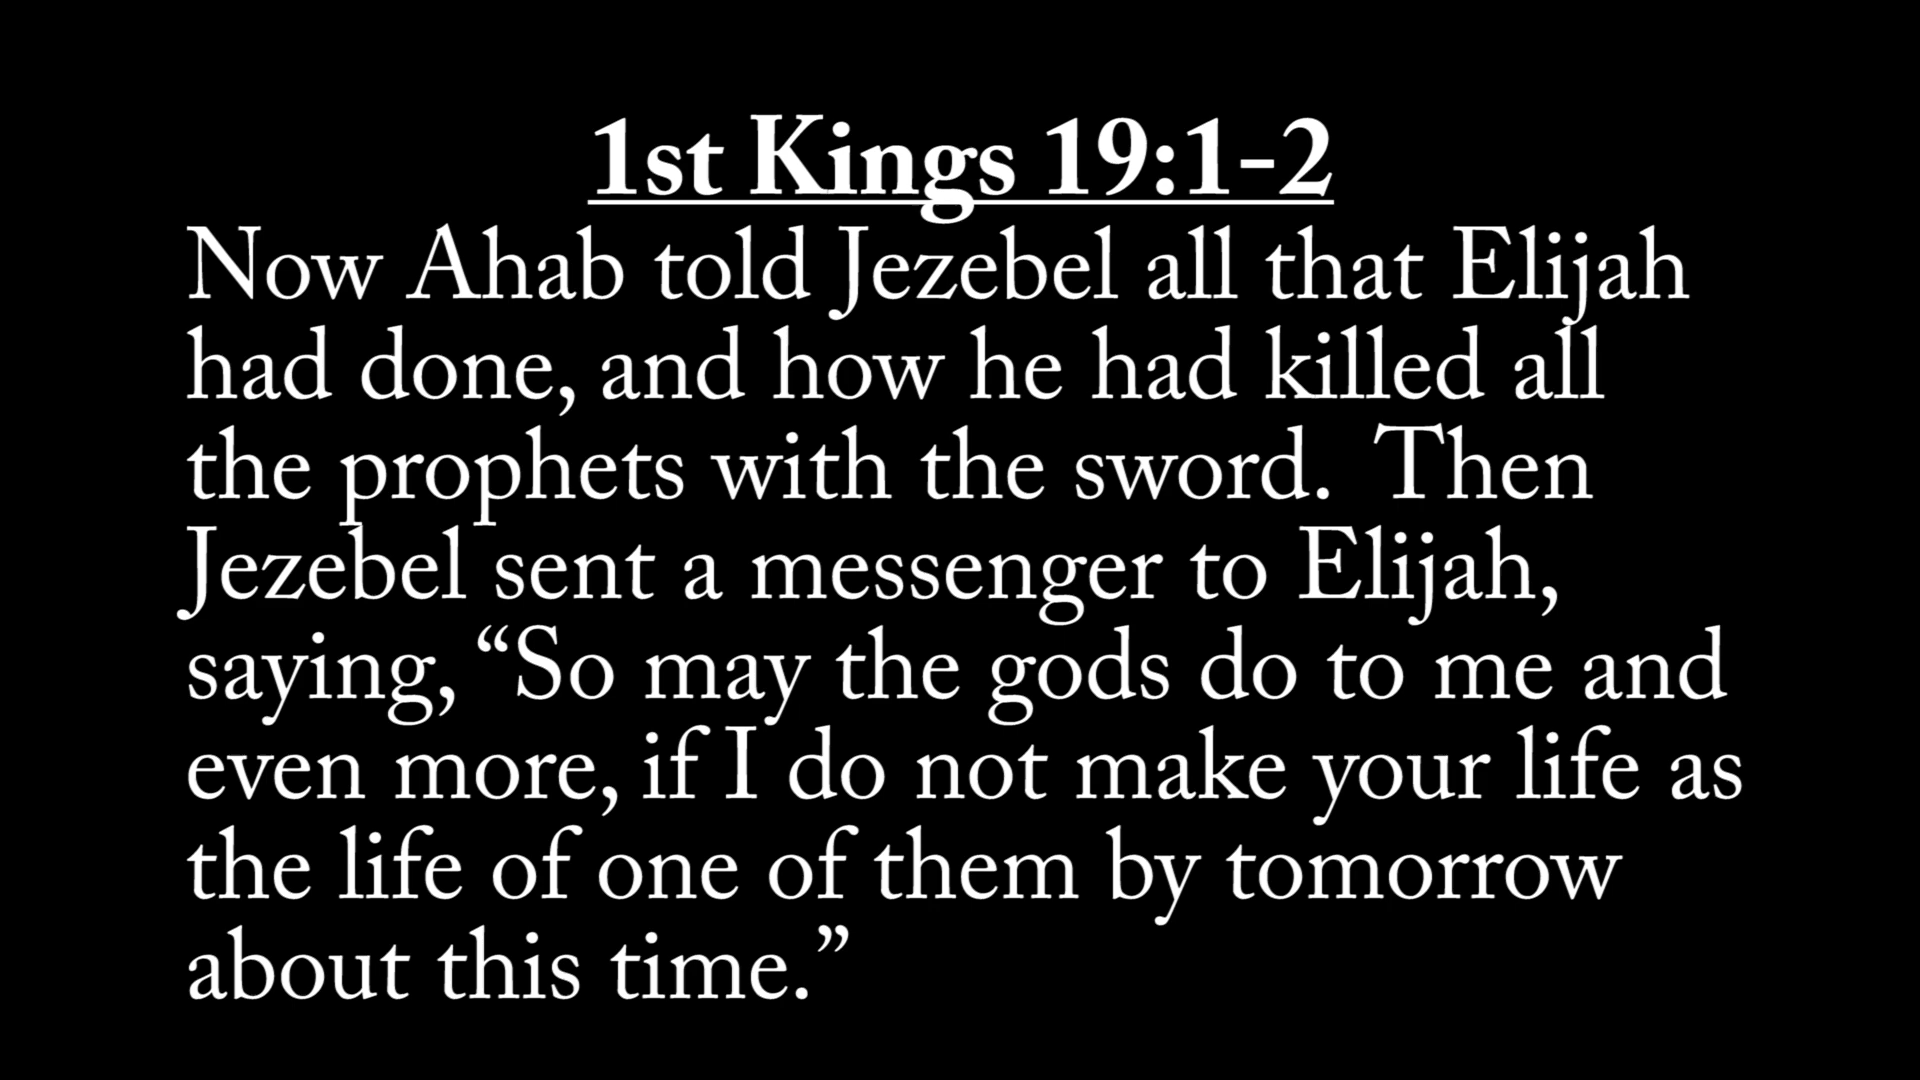 1st Kings 19:1-2
Now Ahab told Jezebel all that Elijah
had done, and how he had killed all
the prophets with the sword.  Then
Jezebel sent a messenger to Elijah,
saying, “So may the gods do to me and
even more, if I do not make your life as
the life of one of them by tomorrow
about this time.”